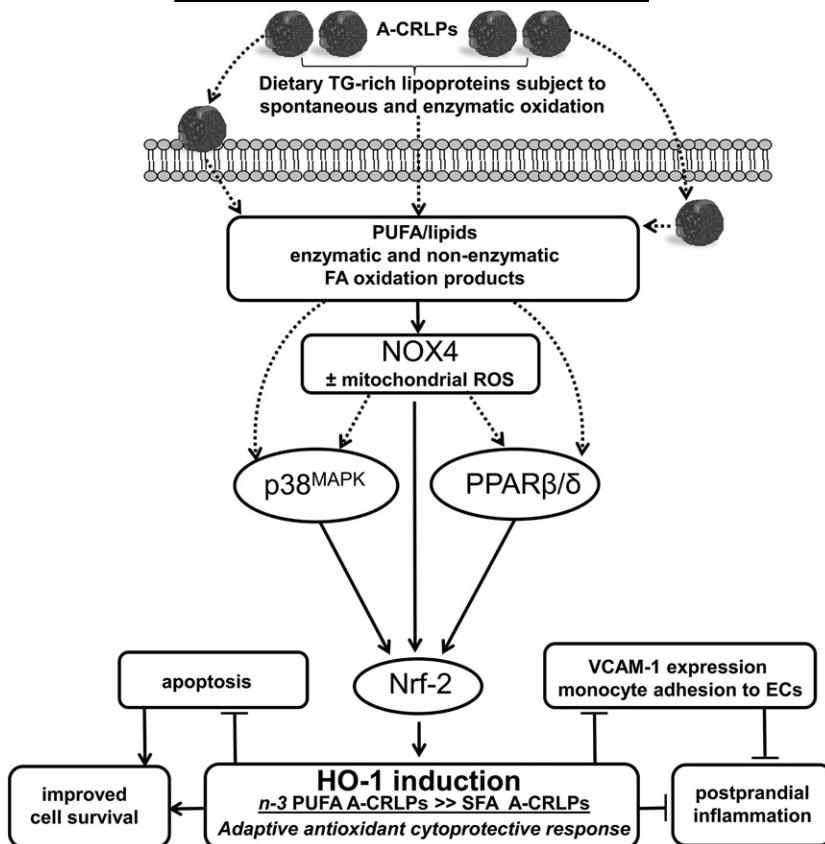 A-CRLPs
Dietary TG-rich lipoproteins subject to
spontaneous and enzymatic oxidation
PUFA/lipids
enzymatic and non-enzymatic
FA oxidation products
NOX4
± mitochondrial ROS
p38MAPK
PPARβ/δ
Nrf-2
apoptosis
VCAM-1 expression
monocyte adhesion to ECs
improved
cell survival
HO-1 induction
n-3 PUFA A-CRLPs >> SFA A-CRLPs
Adaptive antioxidant cytoprotective response
postprandial
inflammation